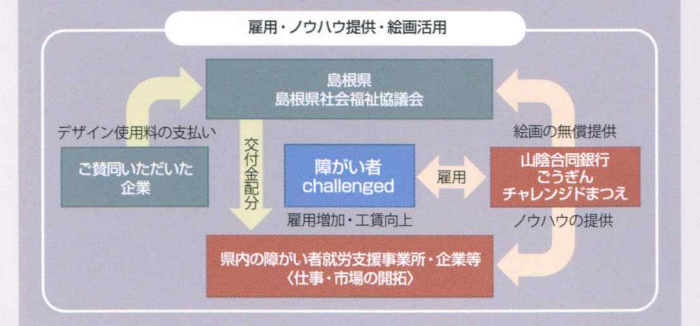 雇用・ノウハウ提供・絵画活用
島根県
島根県社会福祉協議会
デザイン使用料の支払い
絵画の無償提供
ご賛同いただいた
企業
交付金配分
障がい者
challenged
雇用
山陰合同銀行
ごうぎん
チャレンジドまつえ
雇用増加・工賃向上
ノウハウの提供
県内の障がい者就労支援事業所・企業等
〈仕事・市場の開拓〉